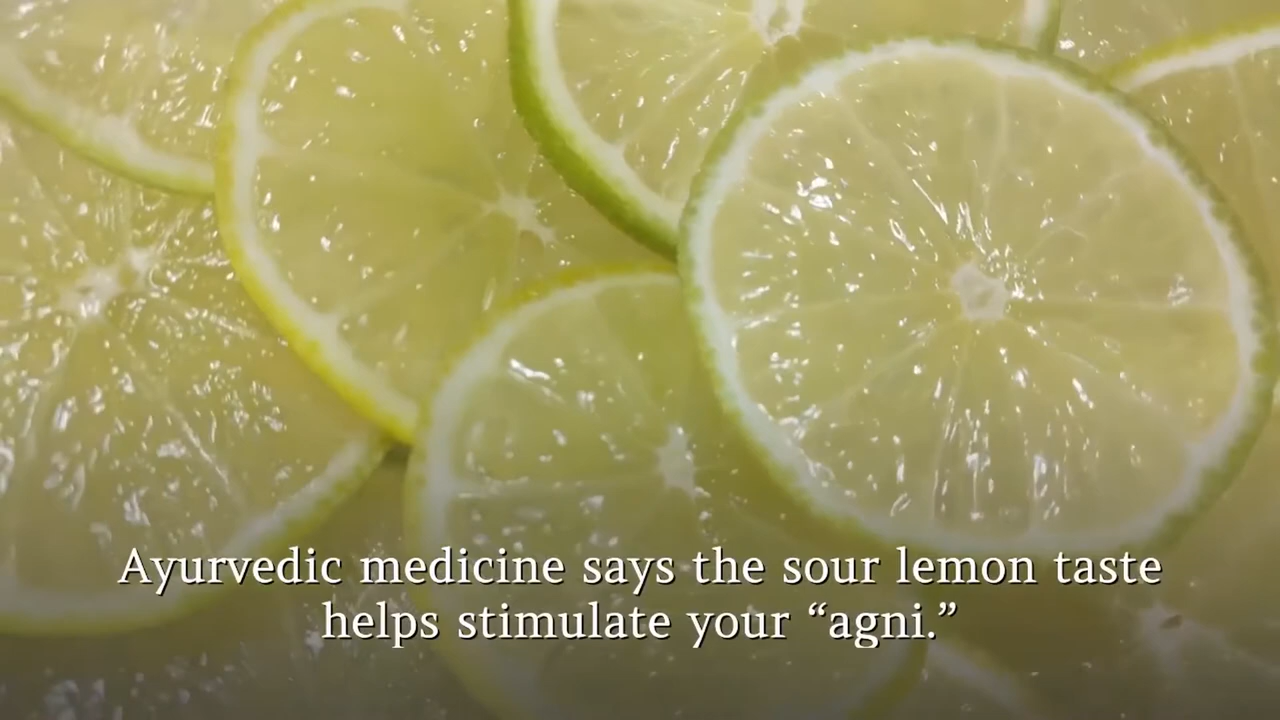 Ayurvedic medicine says the sour lemon taste
helps stimulate your “agni.”